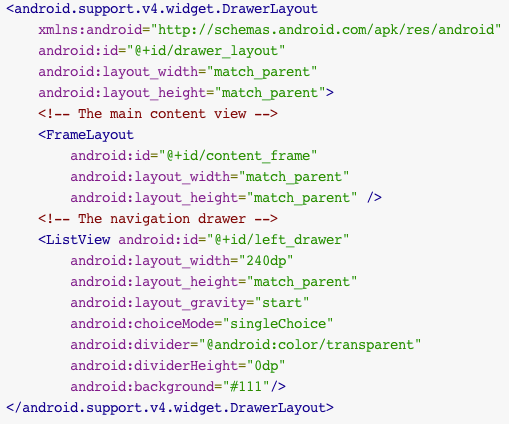 <android.support.v4.widget.DrawerLayout
    xmlns:android="http://schemas.android.com/apk/res/android"
    android:id="@+id/drawer_layout"
    android:layout_width="match_parent"
    android:layout_height="match_parent">
    <!-- The main content view -->
    <FrameLayout
        android:id="@+id/content_frame"
        android:layout_width="match_parent"
        android:layout_height="match_parent" />
    <!-- The navigation drawer -->
    <ListView android:id="@+id/left_drawer"
        android:layout_width="240dp"
        android:layout_height="match_parent"
        android:layout_gravity="start"
        android:choiceMode="singleChoice"
        android:divider="@android:color/transparent"
        android:dividerHeight="0dp"
        android:background="#111"/>
</android.support.v4.widget.DrawerLayout>